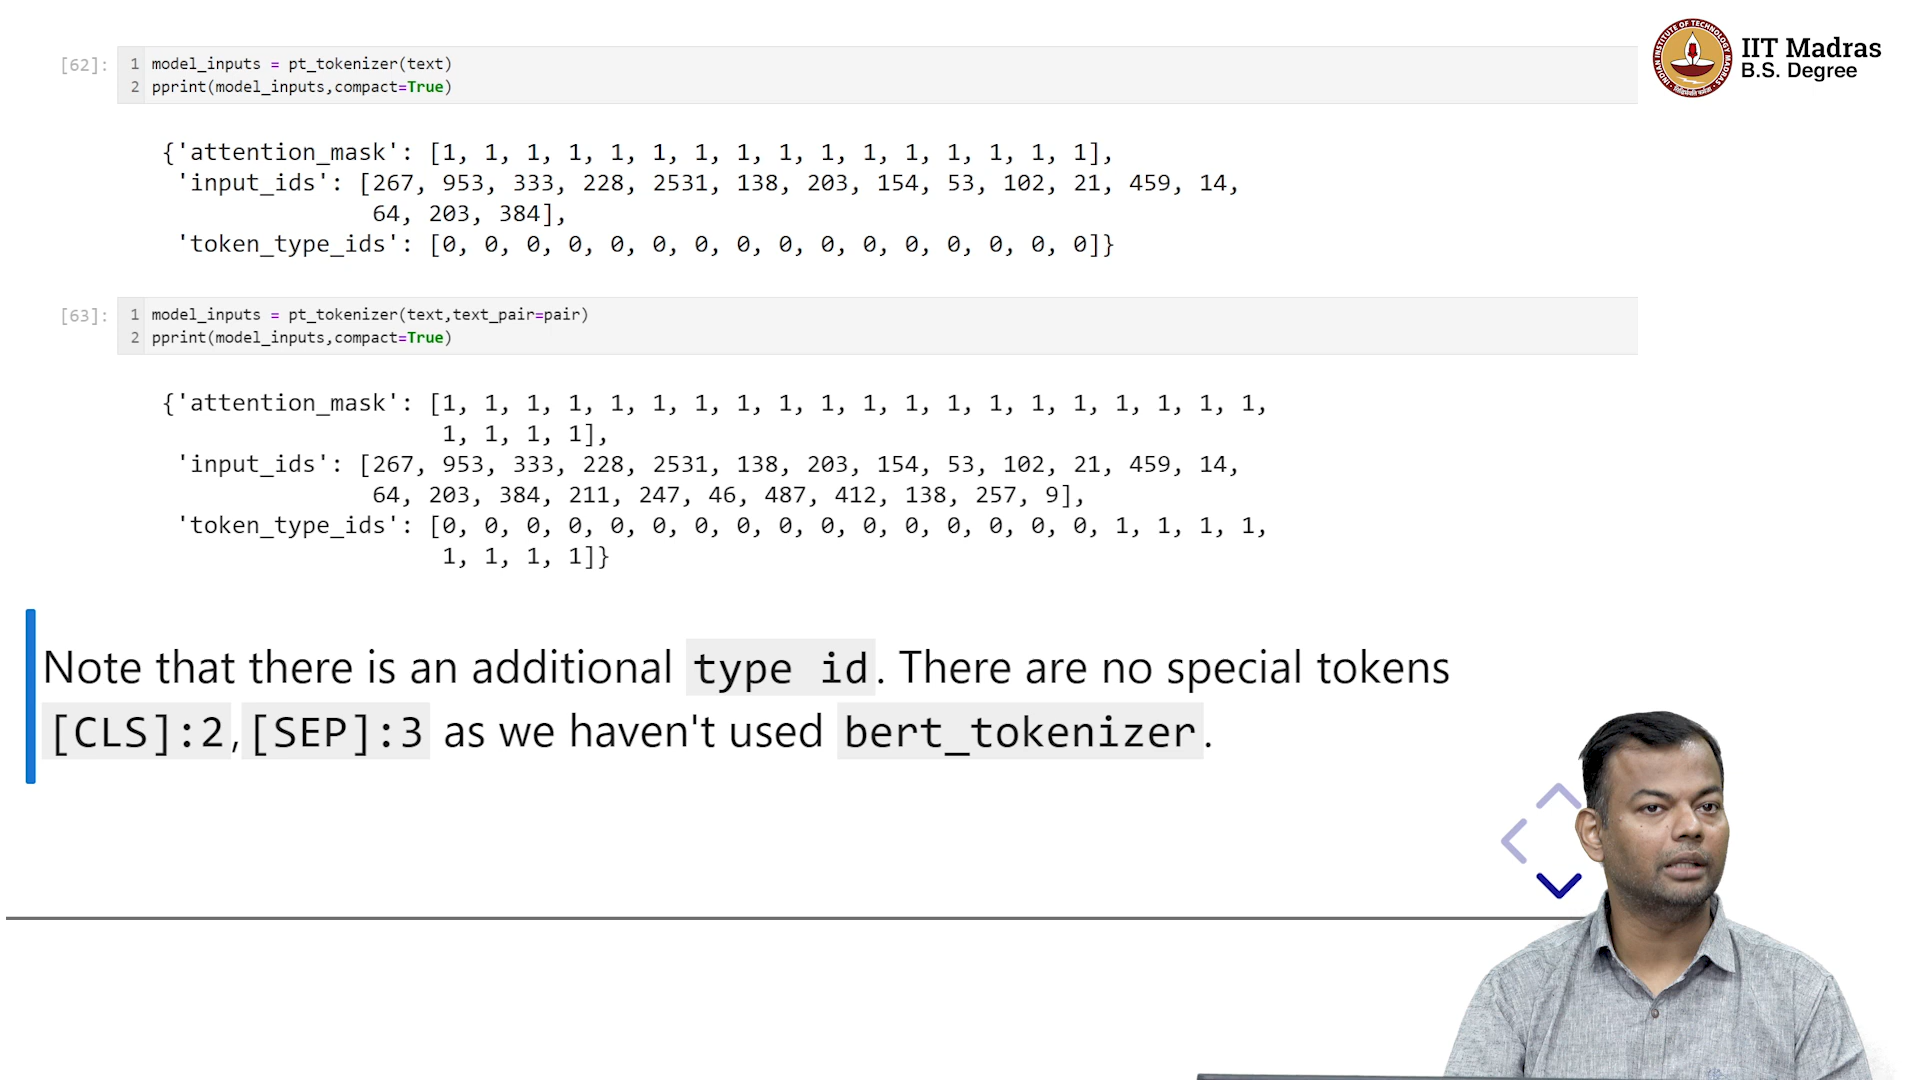 IIT Madras
B.S. Degree
[62]: 1 model_inputs = pt_tokenizer(text)
2 pprint(model_inputs,compact=True)
{'attention_mask': [1, 1, 1, 1, 1, 1, 1, 1, 1, 1, 1, 1, 1, 1, 1, 1],
'input_ids': [267, 953, 333, 228, 2531, 138, 203, 154, 53, 102, 21, 459, 14,
64, 203, 384],
'token_type_ids': [0, 0, 0, 0, 0, 0, 0, 0, 0, 0, 0, 0, 0, 0, 0, 0]}
[63]: 1 model_inputs = pt_tokenizer(text,text_pair=pair)
2 pprint(model_inputs,compact=True)
{'attention_mask': [1, 1, 1, 1, 1, 1, 1, 1, 1, 1, 1, 1, 1, 1, 1, 1, 1, 1, 1, 1,
1, 1, 1, 1],
'input_ids': [267, 953, 333, 228, 2531, 138, 203, 154, 53, 102, 21, 459, 14,
64, 203, 384, 211, 247, 46, 487, 412, 138, 257, 9],
'token_type_ids': [0, 0, 0, 0, 0, 0, 0, 0, 0, 0, 0, 0, 0, 0, 0, 0, 1, 1, 1, 1,
1, 1, 1, 1]}
Note that there is an additional type id. There are no special tokens
[CLS]:2,[SEP]:3 as we haven't used bert_tokenizer.